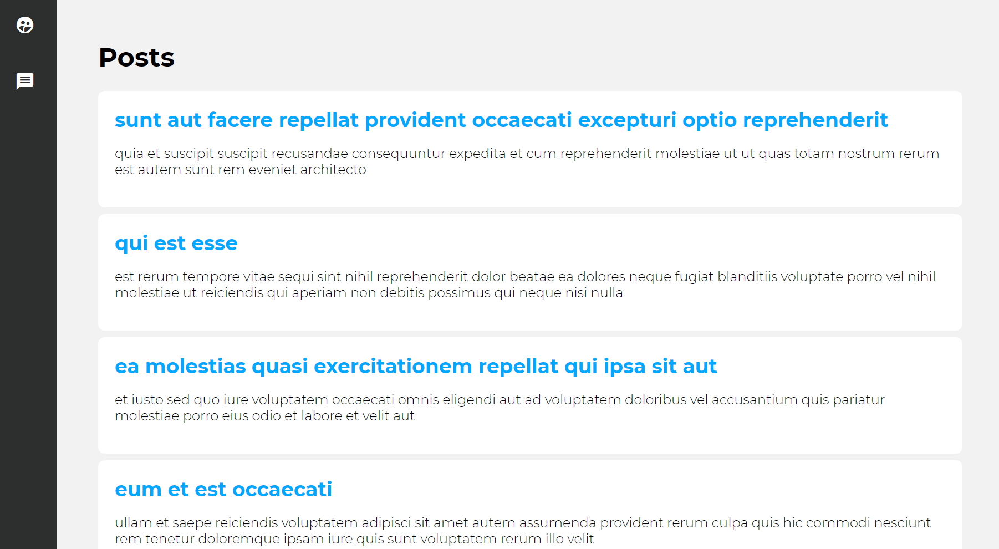 Posts
sunt aut facere repellat provident occaecati excepturi optio reprehenderit
quia et suscipit suscipit recusandae consequuntur expedita et cum reprehenderit molestiae ut ut quas totam nostrum rerum
est autem sunt rem eveniet architecto
qui est esse
est rerum tempore vitae sequi sint nihil reprehenderit dolor beatae ea dolores neque fugiat blanditiis voluptate porro vel nihil
molestiae ut reiciendis qui aperiam non debitis possimus qui neque nisi nulla
ea molestias quasi exercitationem repellat qui ipsa sit aut
et iusto sed quo iure voluptatem occaecati omnis eligendi aut ad voluptatem doloribus vel accusantium quis pariatur
molestiae porro eius odio et labore et velit aut
eum et est occaecati
ullam et saepe reiciendis voluptatem adipisci sit amet autem assumenda provident rerum culpa quis hic commodi nesciunt
rem tenetur doloremque ipsam iure quis sunt voluptatem rerum illo velit